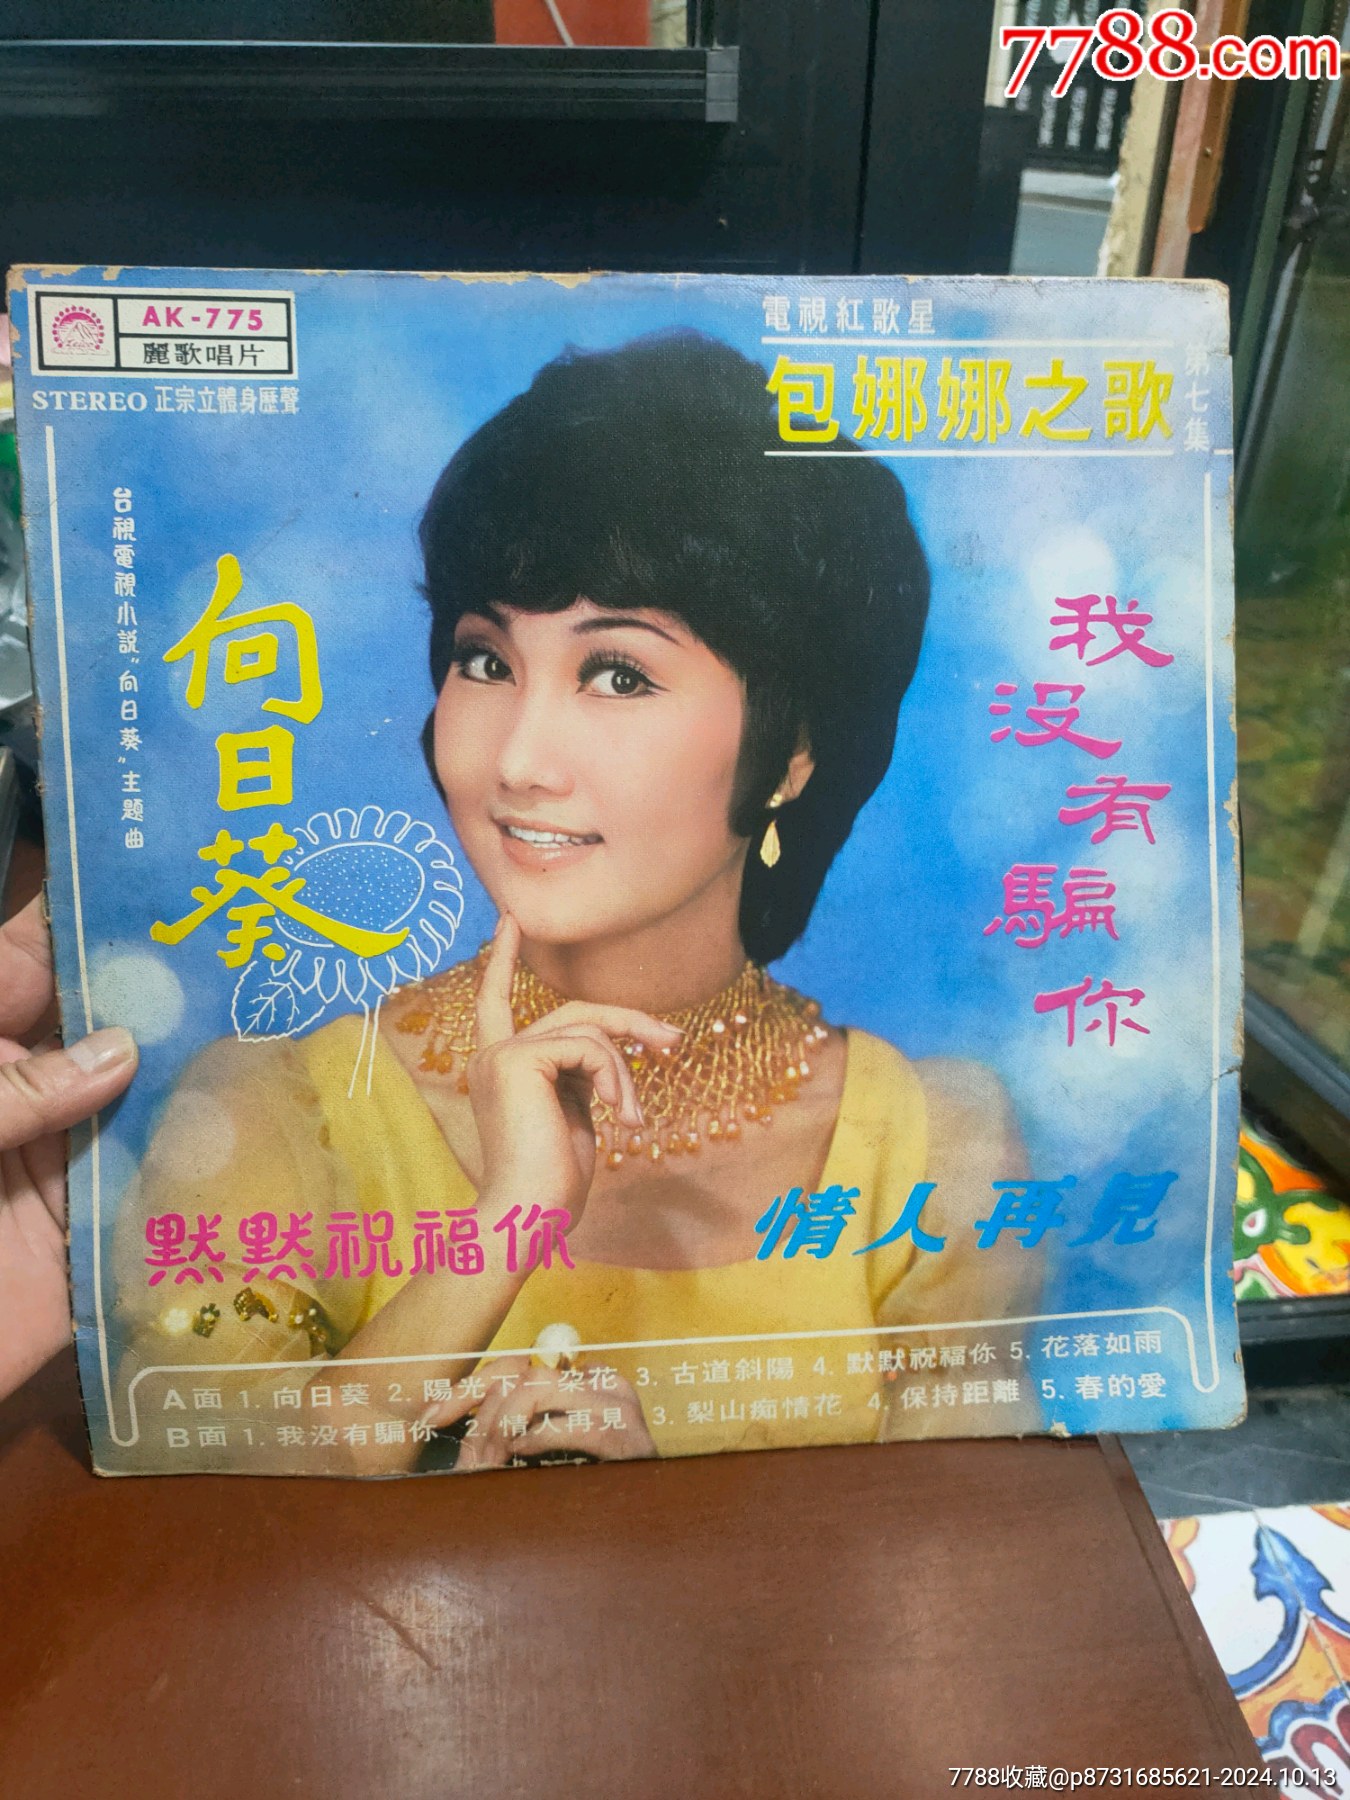 7788.com
AK-775
麗歌唱片
STEREO 正宗立體身歷聲
電視紅歌星
包娜娜之歌
第七集
台視電視小説"向日葵"主題曲
向日葵
我没有騙你
默默祝福你
情人再見
A面 1. 向日葵 2. 陽光下一朵花 3. 古道斜陽 4. 默默祝福你 5. 花落如雨
B面 1. 我没有騙你 2. 情人再見 3. 梨山痴情花 4. 保持距離 5. 春的愛
7788收藏@p8731685621-2024.10.13